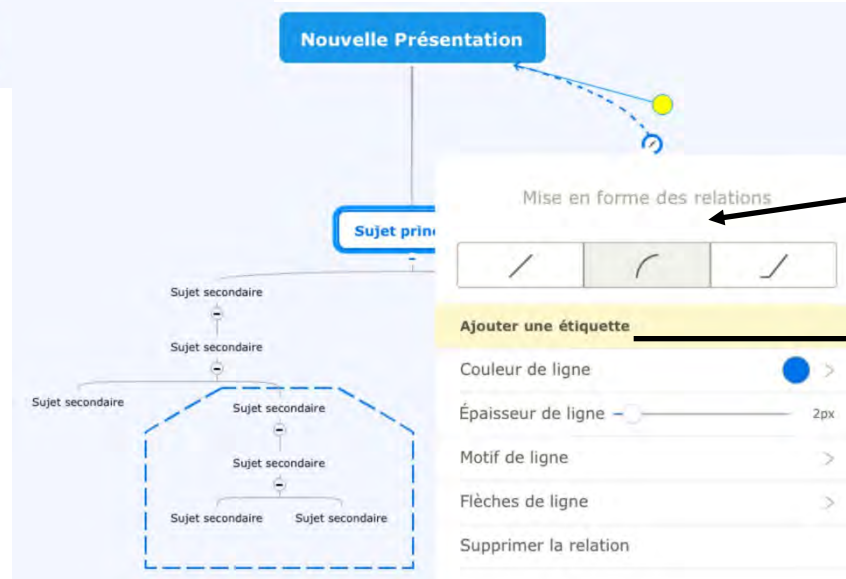 Nouvelle Présentation
Mise en forme des relations
Sujet
Sujet secondaire
Ajouter une étiquette
Sujet secondaire
Couleur de ligne
Sujet secondaire
Sujet secondaire
Épaisseur de ligne
2px
Sujet secondaire
Motif de ligne
Flèches de ligne
Sujet secondaire Sujet secondaire
Supprimer la relation